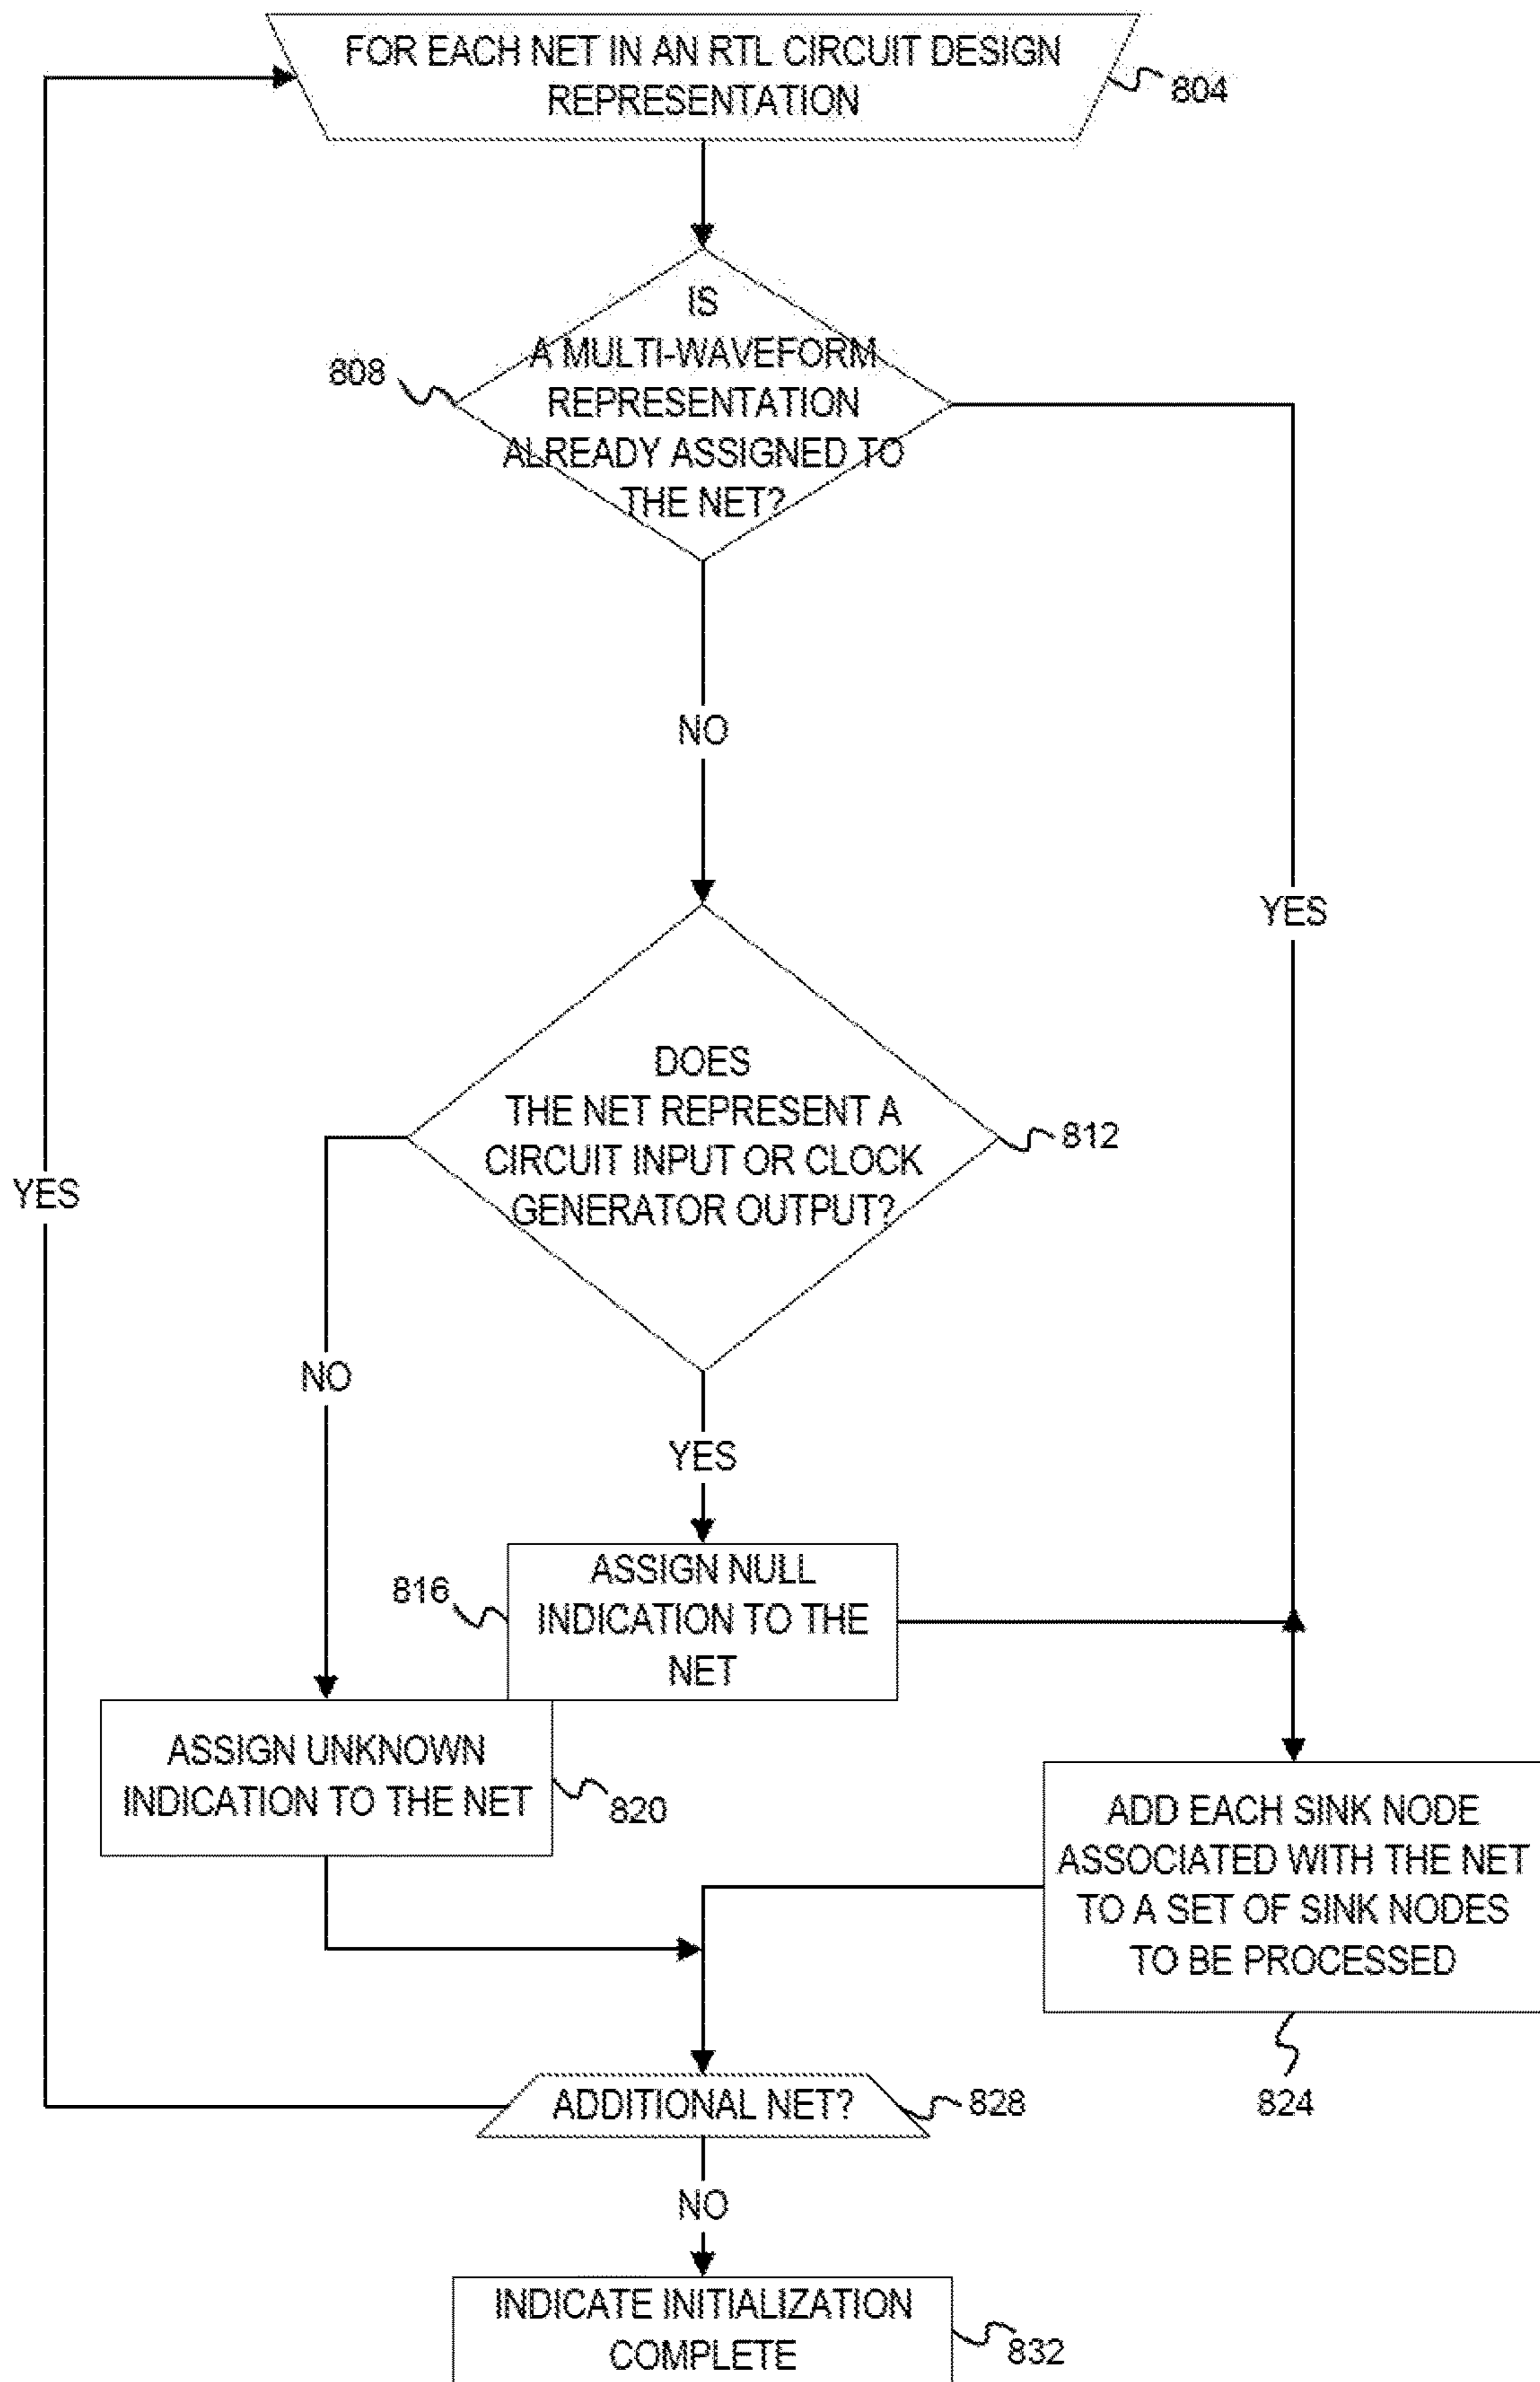 FOR EACH NET IN AN RTL CIRCUIT DESIGN
REPRESENTATION
804
IS
A MULTI-WAVEFORM
REPRESENTATION
ALREADY ASSIGNED TO
THE NET?
808
NO
YES
DOES
THE NET REPRESENT A
CIRCUIT INPUT OR CLOCK
GENERATOR OUTPUT?
812
YES
NO
YES
ASSIGN NULL
INDICATION TO THE
NET
816
ASSIGN UNKNOWN
INDICATION TO THE NET
820
ADD EACH SINK NODE
ASSOCIATED WITH THE NET
TO A SET OF SINK NODES
TO BE PROCESSED
824
ADDITIONAL NET?
828
NO
INDICATE INITIALIZATION
COMPLETE
832